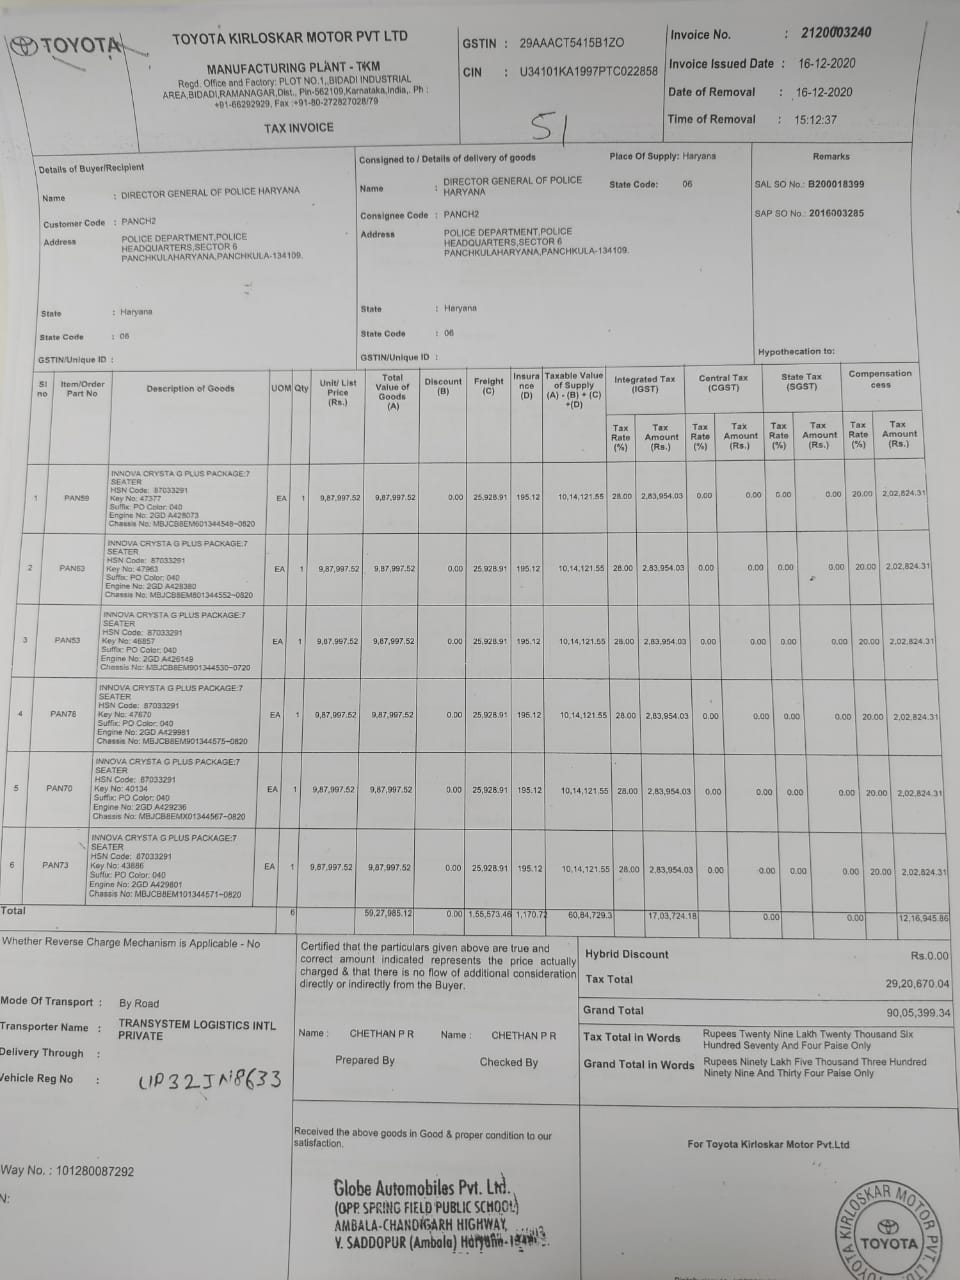 TOYOTA
TOYOTA KIRLOSKAR MOTOR PVT LTD
MANUFACTURING PLANT - TKM
Regd. Office and Factory: PLOT NO.1,,BIDADI INDUSTRIAL
AREA,BIDADI,RAMANAGAR,Dist., Pin-562109,Karnataka,India,. Ph :
+91-66292929, Fax :+91-80-272827028/79
TAX INVOICE
GSTIN : 29AAACT5415B1ZO
CIN : U34101KA1997PTC022858
51
Invoice No. : 2120003240
Invoice Issued Date : 16-12-2020
Date of Removal : 16-12-2020
Time of Removal : 15:12:37
Details of Buyer/Recipient
Name : DIRECTOR GENERAL OF POLICE HARYANA
Customer Code : PANCH2
Address POLICE DEPARTMENT,POLICE
HEADQUARTERS,SECTOR 6
PANCHKULAHARYANA,PANCHKULA-134109.
State : Haryana
State Code : 06
GSTIN/Unique ID :
Consigned to / Details of delivery of goods
Name : DIRECTOR GENERAL OF POLICE
HARYANA
Consignee Code : PANCH2
Address POLICE DEPARTMENT,POLICE
HEADQUARTERS,SECTOR 6
PANCHKULAHARYANA,PANCHKULA-134109.
State : Haryana
State Code : 06
GSTIN/Unique ID :
Place Of Supply: Haryana
State Code: 06
Remarks
SAL SO No.: B200018399
SAP SO No.: 2016003285
Hypothecation to:
Sl no Item/Order Part No Description of Goods UOM Qty Unit/ List Price (Rs.) Total Value of Goods (A) Discount (B) Freight (C) Insura nce (D) Taxable Value of Supply (A) - (B) + (C) +(D) Integrated Tax (IGST) Central Tax (CGST) State Tax (SGST) Compensation cess
Tax Rate (%) Tax Amount (Rs.) Tax Rate (%) Tax Amount (Rs.) Tax Rate (%) Tax Amount (Rs.) Tax Rate (%) Tax Amount (Rs.)
INNOVA CRYSTA G PLUS PACKAGE:7
SEATER
HSN Code: 87033291
1 PAN59 Key No: 47377 EA 1 9,87,997.52 9,87,997.52 0.00 25,928.91 195.12 10,14,121.55 28.00 2,83,954.03 0.00 0.00 0.00 0.00 20.00 2,02,824.31
Suffix: PO Color: 040
Engine No: 2GD A428073
Chassis No: MBJCB8EM601344548-0820
INNOVA CRYSTA G PLUS PACKAGE:7
SEATER
HSN Code: 87033291
2 PAN53 Key No: 47963 EA 1 9,87,997.52 9,87,997.52 0.00 25,928.91 195.12 10,14,121.55 28.00 2,83,954.03 0.00 0.00 0.00 0.00 20.00 2,02,824.31
Suffix: PO Color: 040
Engine No: 2GD A428380
Chassis No: MBJCB8EM801344552-0820
INNOVA CRYSTA G PLUS PACKAGE:7
SEATER
HSN Code: 87033291
3 PAN53 Key No: 46857 EA 1 9,87,997.52 9,87,997.52 0.00 25,928.91 195.12 10,14,121.55 28.00 2,83,954.03 0.00 0.00 0.00 0.00 20.00 2,02,824.31
Suffix: PO Color: 040
Engine No: 2GD A426149
Chassis No: MBJCB8EM901344530-0720
INNOVA CRYSTA G PLUS PACKAGE:7
SEATER
HSN Code: 87033291
4 PAN76 Key No: 47670 EA 1 9,87,997.52 9,87,997.52 0.00 25,928.91 195.12 10,14,121.55 28.00 2,83,954.03 0.00 0.00 0.00 0.00 20.00 2,02,824.31
Suffix: PO Color: 040
Engine No: 2GD A429981
Chassis No: MBJCB8EM901344575-0820
INNOVA CRYSTA G PLUS PACKAGE:7
SEATER
HSN Code: 87033291
5 PAN70 Key No: 40134 EA 1 9,87,997.52 9,87,997.52 0.00 25,928.91 195.12 10,14,121.55 28.00 2,83,954.03 0.00 0.00 0.00 0.00 20.00 2,02,824.31
Suffix: PO Color: 040
Engine No: 2GD A429236
Chassis No: MBJCB8EMX01344567-0820
INNOVA CRYSTA G PLUS PACKAGE:7
SEATER
HSN Code: 87033291
6 PAN73 Key No: 43886 EA 1 9,87,997.52 9,87,997.52 0.00 25,928.91 195.12 10,14,121.55 28.00 2,83,954.03 0.00 0.00 0.00 0.00 20.00 2,02,824.31
Suffix: PO Color: 040
Engine No: 2GD A429801
Chassis No: MBJCB8EM101344571-0820
Total 6 59,27,985.12 0.00 1,55,573.46 1,170.72 60,84,729.3 17,03,724.18 0.00 0.00 12,16,945.86
Whether Reverse Charge Mechanism is Applicable - No
Mode Of Transport : By Road
Transporter Name : TRANSYSTEM LOGISTICS INTL
PRIVATE
Delivery Through :
Vehicle Reg No : UP32JN8633
Way No. : 101280087292
N:
Certified that the particulars given above are true and
correct amount indicated represents the price actually
charged & that there is no flow of additional consideration
directly or indirectly from the Buyer.
Name : CHETHAN P R Name : CHETHAN P R
Prepared By Checked By
Received the above goods in Good & proper condition to our
satisfaction.
Globe Automobiles Pvt. Ltd.
(OPP. SPRING FIELD PUBLIC SCHOOL)
AMBALA-CHANDIGARH HIGHWAY,
V. SADDOPUR (Ambala) Haryana-
Hybrid Discount Rs.0.00
Tax Total 29,20,670.04
Grand Total 90,05,399.34
Tax Total in Words Rupees Twenty Nine Lakh Twenty Thousand Six
Hundred Seventy And Four Paise Only
Grand Total in Words Rupees Ninety Lakh Five Thousand Three Hundred
Ninety Nine And Thirty Four Paise Only
For Toyota Kirloskar Motor Pvt.Ltd
TOYOTA KIRLOSKAR MOTOR PVT.
TOYOTA